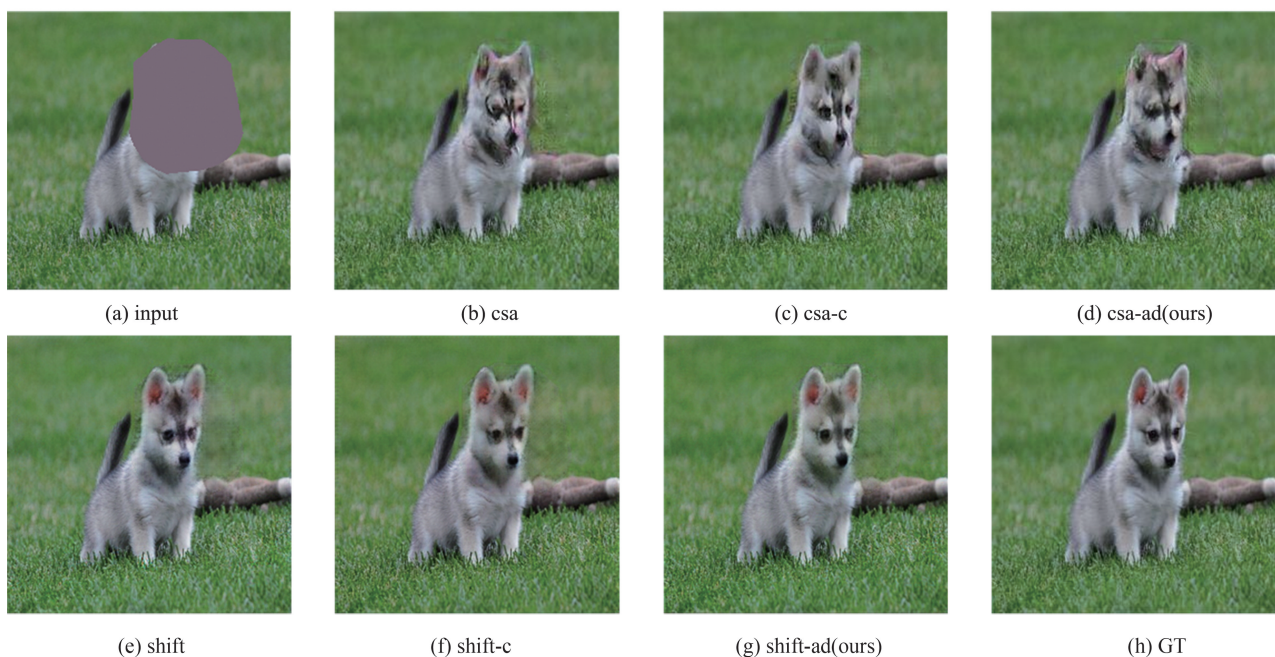 (a) input
(b) csa
(c) csa-c
(d) csa-ad(ours)
(e) shift
(f) shift-c
(g) shift-ad(ours)
(h) GT